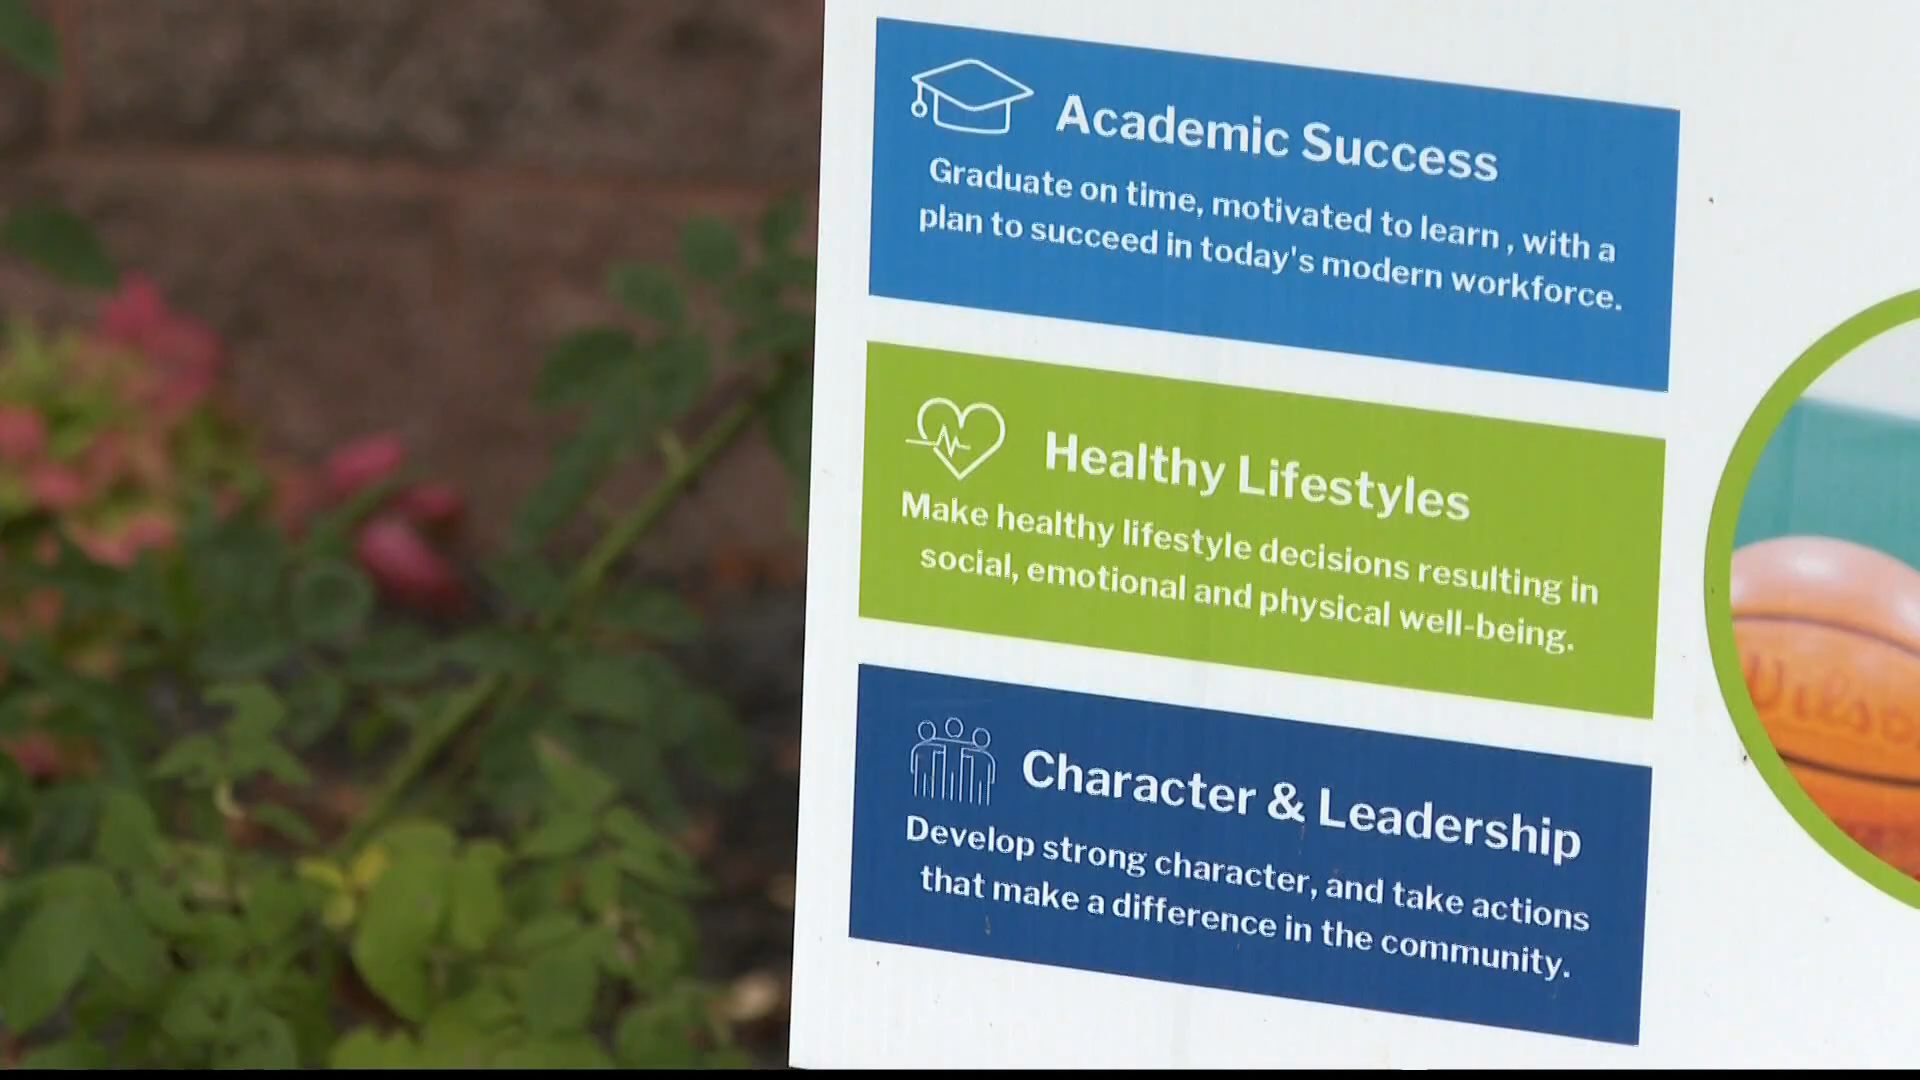 Academic Success
Graduate on time, motivated to learn , with a
plan to succeed in today's modern workforce.
Healthy Lifestyles
Make healthy lifestyle decisions resulting in
social, emotional and physical well-being.
Character & Leadership
Develop strong character, and take actions
that make a difference in the community.
Wilson